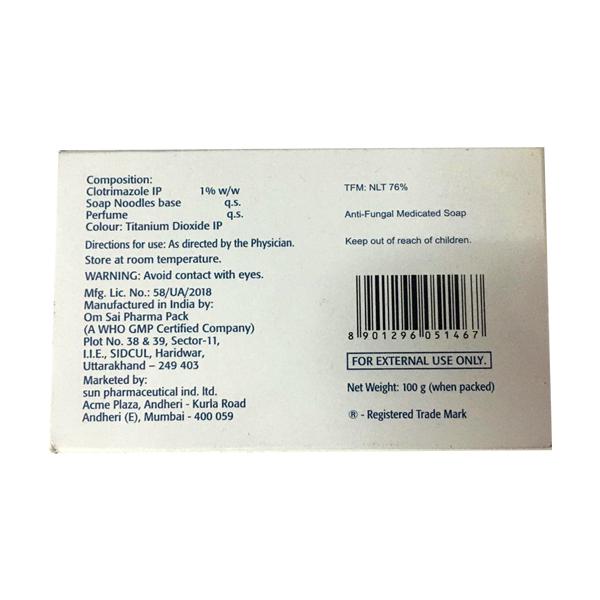 Composition:
Clotrimazole IP 1% w/w
Soap Noodles base q.s.
Perfume q.s.
Colour: Titanium Dioxide IP
Directions for use: As directed by the Physician.
Store at room temperature.
WARNING: Avoid contact with eyes.
Mfg. Lic. No.: 58/UA/2018
Manufactured in India by:
Om Sai Pharma Pack
(A WHO GMP Certified Company)
Plot No. 38 & 39, Sector-11,
I.I.E., SIDCUL, Haridwar,
Uttarakhand – 249 403
Marketed by:
sun pharmaceutical ind. ltd.
Acme Plaza, Andheri - Kurla Road
Andheri (E), Mumbai - 400 059
TFM: NLT 76%
Anti-Fungal Medicated Soap
Keep out of reach of children.
8 901296 051467
FOR EXTERNAL USE ONLY.
Net Weight: 100 g (when packed)
® - Registered Trade Mark